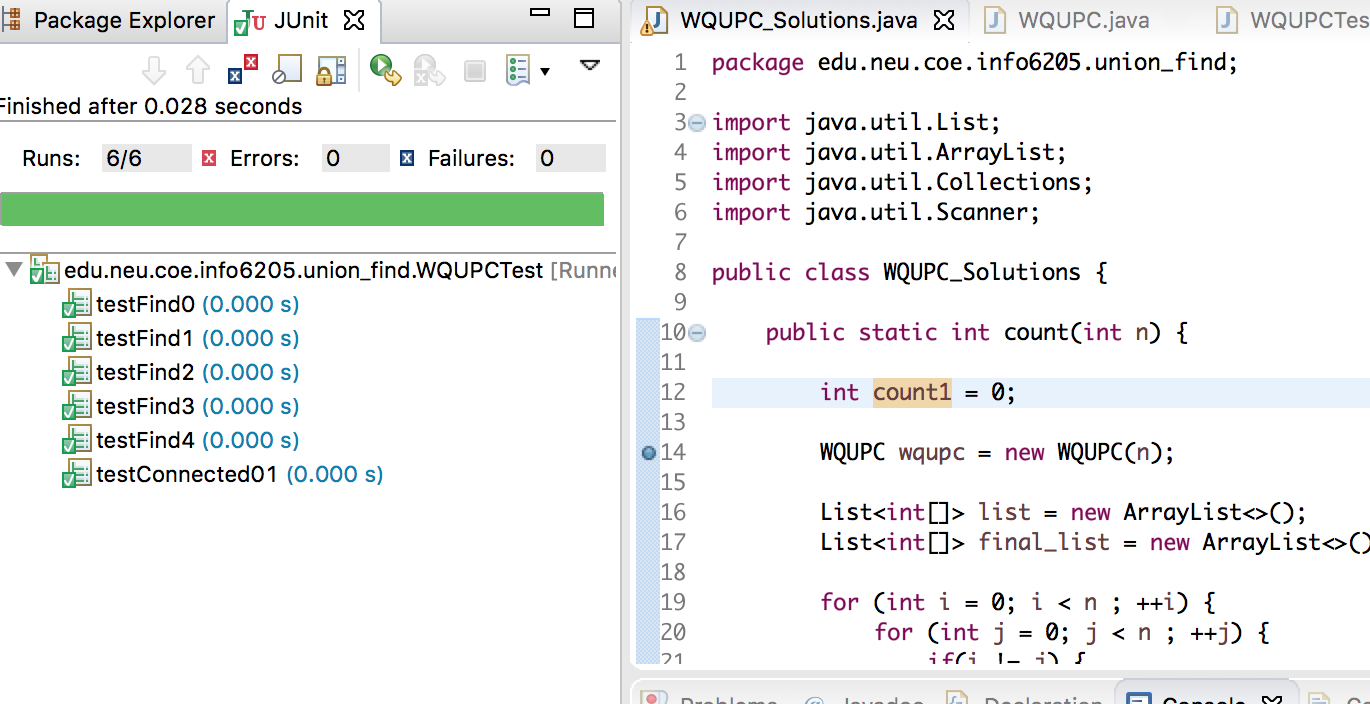 Package Explorer
JUnit
Finished after 0.028 seconds
Runs: 6/6 Errors: 0 Failures: 0
edu.neu.coe.info6205.union_find.WQUPCTest [Runne
testFind0 (0.000 s)
testFind1 (0.000 s)
testFind2 (0.000 s)
testFind3 (0.000 s)
testFind4 (0.000 s)
testConnected01 (0.000 s)
WQUPC_Solutions.java
WQUPC.java
WQUPCTes
1 package edu.neu.coe.info6205.union_find;
2
3 import java.util.List;
4 import java.util.ArrayList;
5 import java.util.Collections;
6 import java.util.Scanner;
7
8 public class WQUPC_Solutions {
9
10 public static int count(int n) {
11
12 int count1 = 0;
13
14 WQUPC wqupc = new WQUPC(n);
15
16 List<int[]> list = new ArrayList<>();
17 List<int[]> final_list = new ArrayList<>()
18
19 for (int i = 0; i < n ; ++i) {
20 for (int j = 0; j < n ; ++j) {
21 if(i != j) {
Problems
@ Javadoc
Declaration
Console